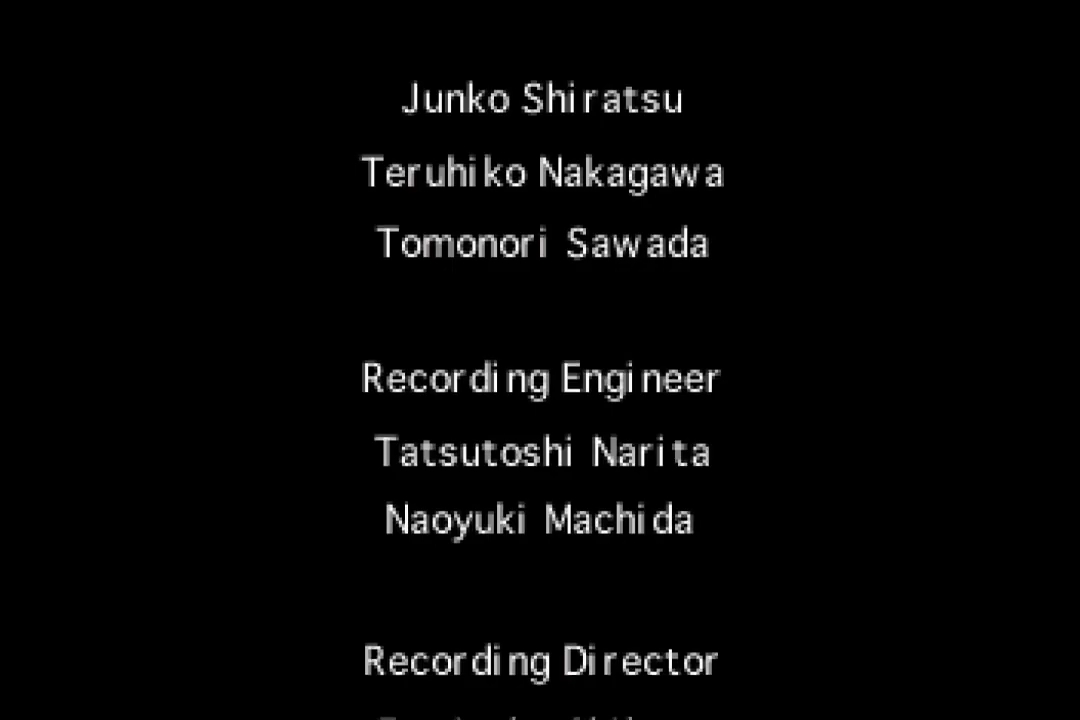 Junko Shiratsu
Teruhiko Nakagawa
Tomonori Sawada
Recording Engineer
Tatsutoshi Narita
Naoyuki Machida
Recording Director